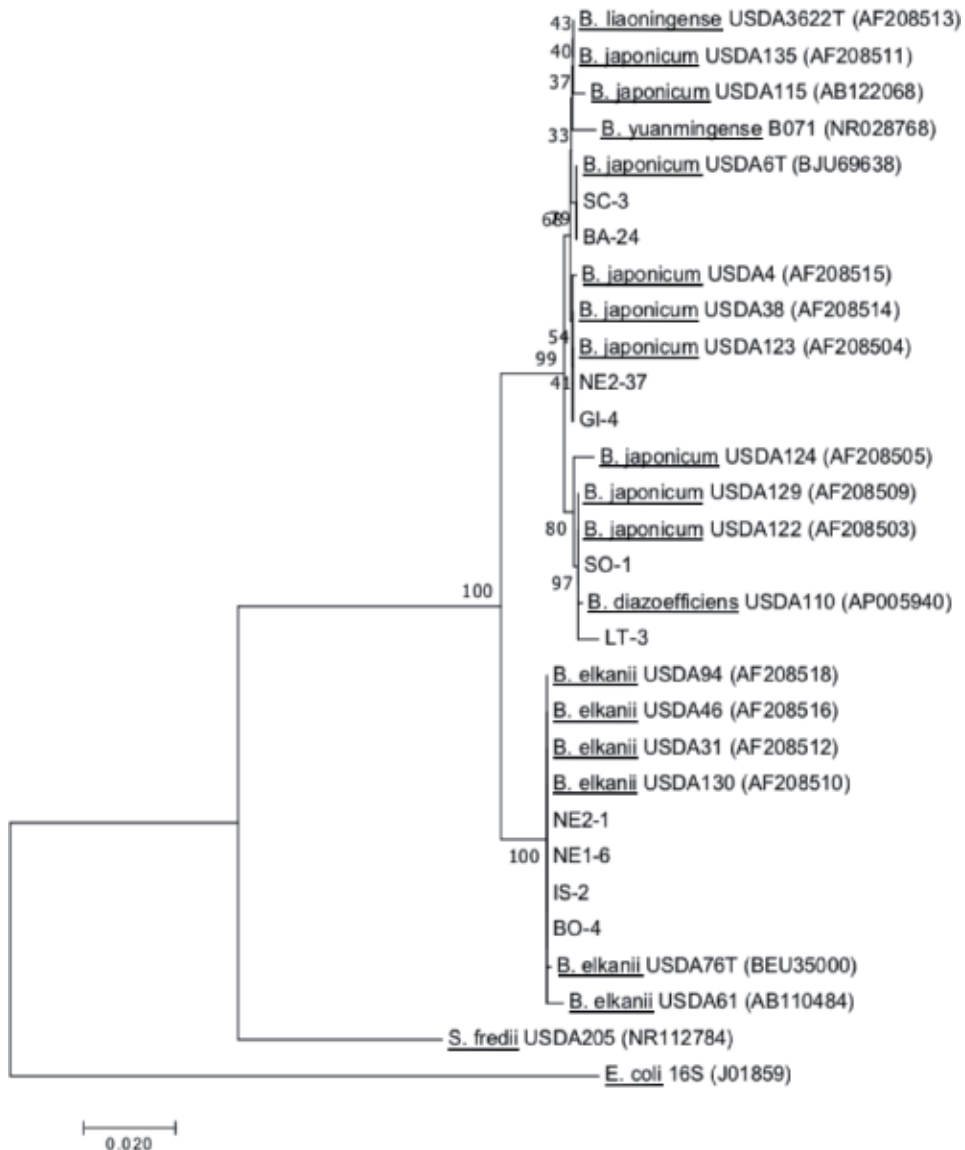 43 B. liaoningense USDA3622T (AF208513)
40 B. japonicum USDA135 (AF208511)
37 B. japonicum USDA115 (AB122068)
33 B. yuanmingense B071 (NR028768)
B. japonicum USDA6T (BJU69638)
SC-3
68 79
BA-24
B. japonicum USDA4 (AF208515)
B. japonicum USDA38 (AF208514)
54
B. japonicum USDA123 (AF208504)
99
41 NE2-37
GI-4
B. japonicum USDA124 (AF208505)
B. japonicum USDA129 (AF208509)
80 B. japonicum USDA122 (AF208503)
SO-1
97
100
B. diazoefficiens USDA110 (AP005940)
LT-3
B. elkanii USDA94 (AF208518)
B. elkanii USDA46 (AF208516)
B. elkanii USDA31 (AF208512)
B. elkanii USDA130 (AF208510)
NE2-1
100 NE1-6
IS-2
BO-4
B. elkanii USDA76T (BEU35000)
B. elkanii USDA61 (AB110484)
S. fredii USDA205 (NR112784)
E. coli 16S (J01859)
0.020